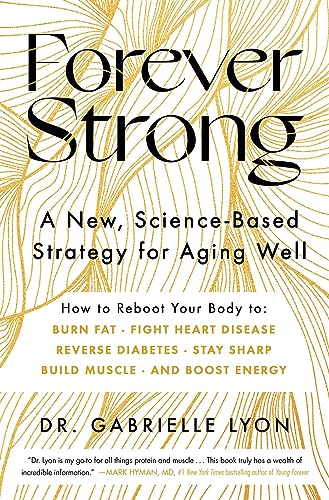 Forever
Strong
A New, Science-Based
Strategy for Aging Well
How to Reboot Your Body to:
BURN FAT · FIGHT HEART DISEASE
REVERSE DIABETES · STAY SHARP
BUILD MUSCLE · AND BOOST ENERGY
DR. GABRIELLE LYON
"Dr. Lyon is my go-to for all things protein and muscle . . . This book truly has a wealth of
incredible information." —MARK HYMAN, MD, #1 New York Times bestselling author of Young Forever